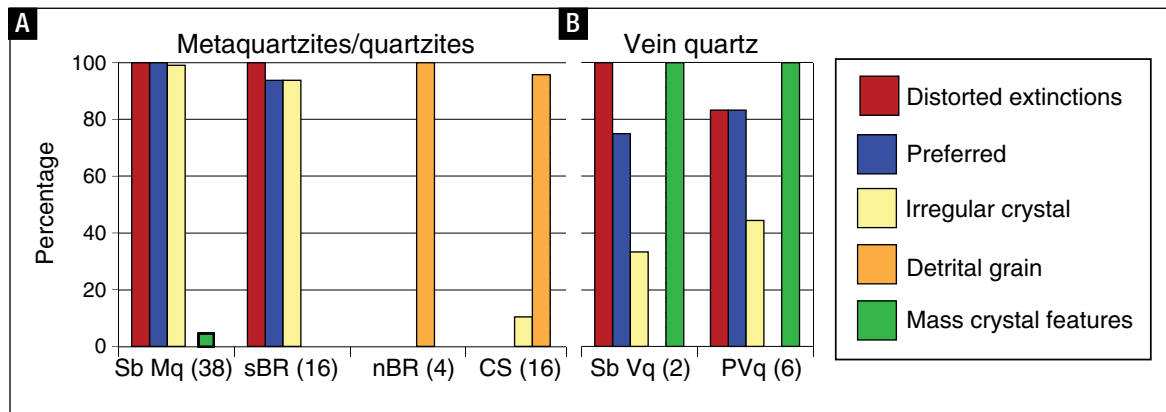 A
Metaquartzites/quartzites
B
Vein quartz
Percentage
100
80
60
40
20
0
Sb Mq (38) sBR (16) nBR (4) CS (16) Sb Vq (2) PVq (6)
Distorted extinctions
Preferred
Irregular crystal
Detrital grain
Mass crystal features